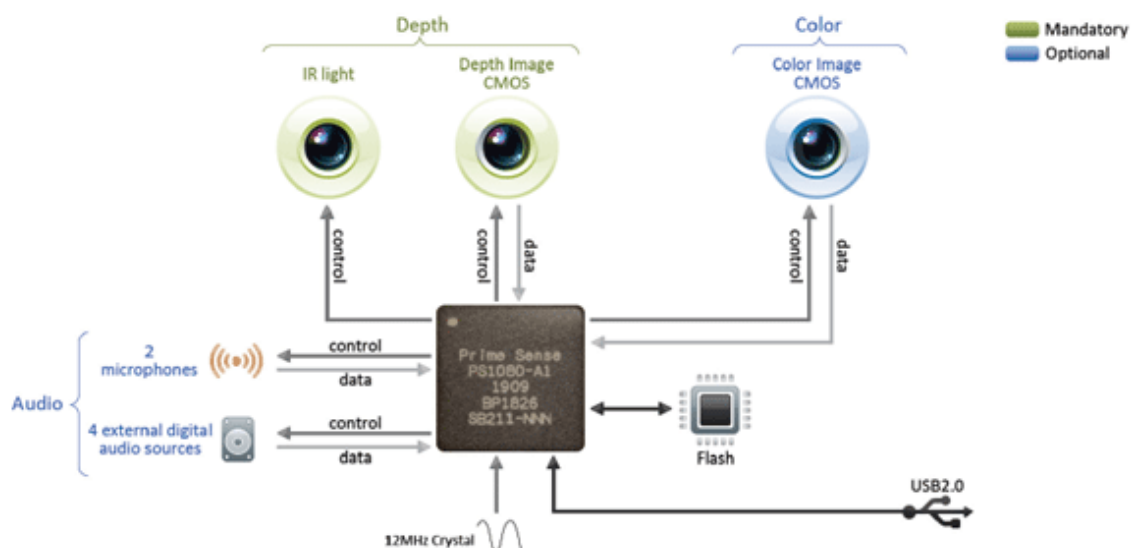 Depth
Color
Mandatory
Optional
IR light
Depth Image
CMOS
Color Image
CMOS
control
control
data
control
data
Audio
2
microphones
control
data
4 external digital
audio sources
control
data
Prime Sense
PS1080-A1
1909
BP1826
SB211-NNN
Flash
USB2.0
12MHz Crystal